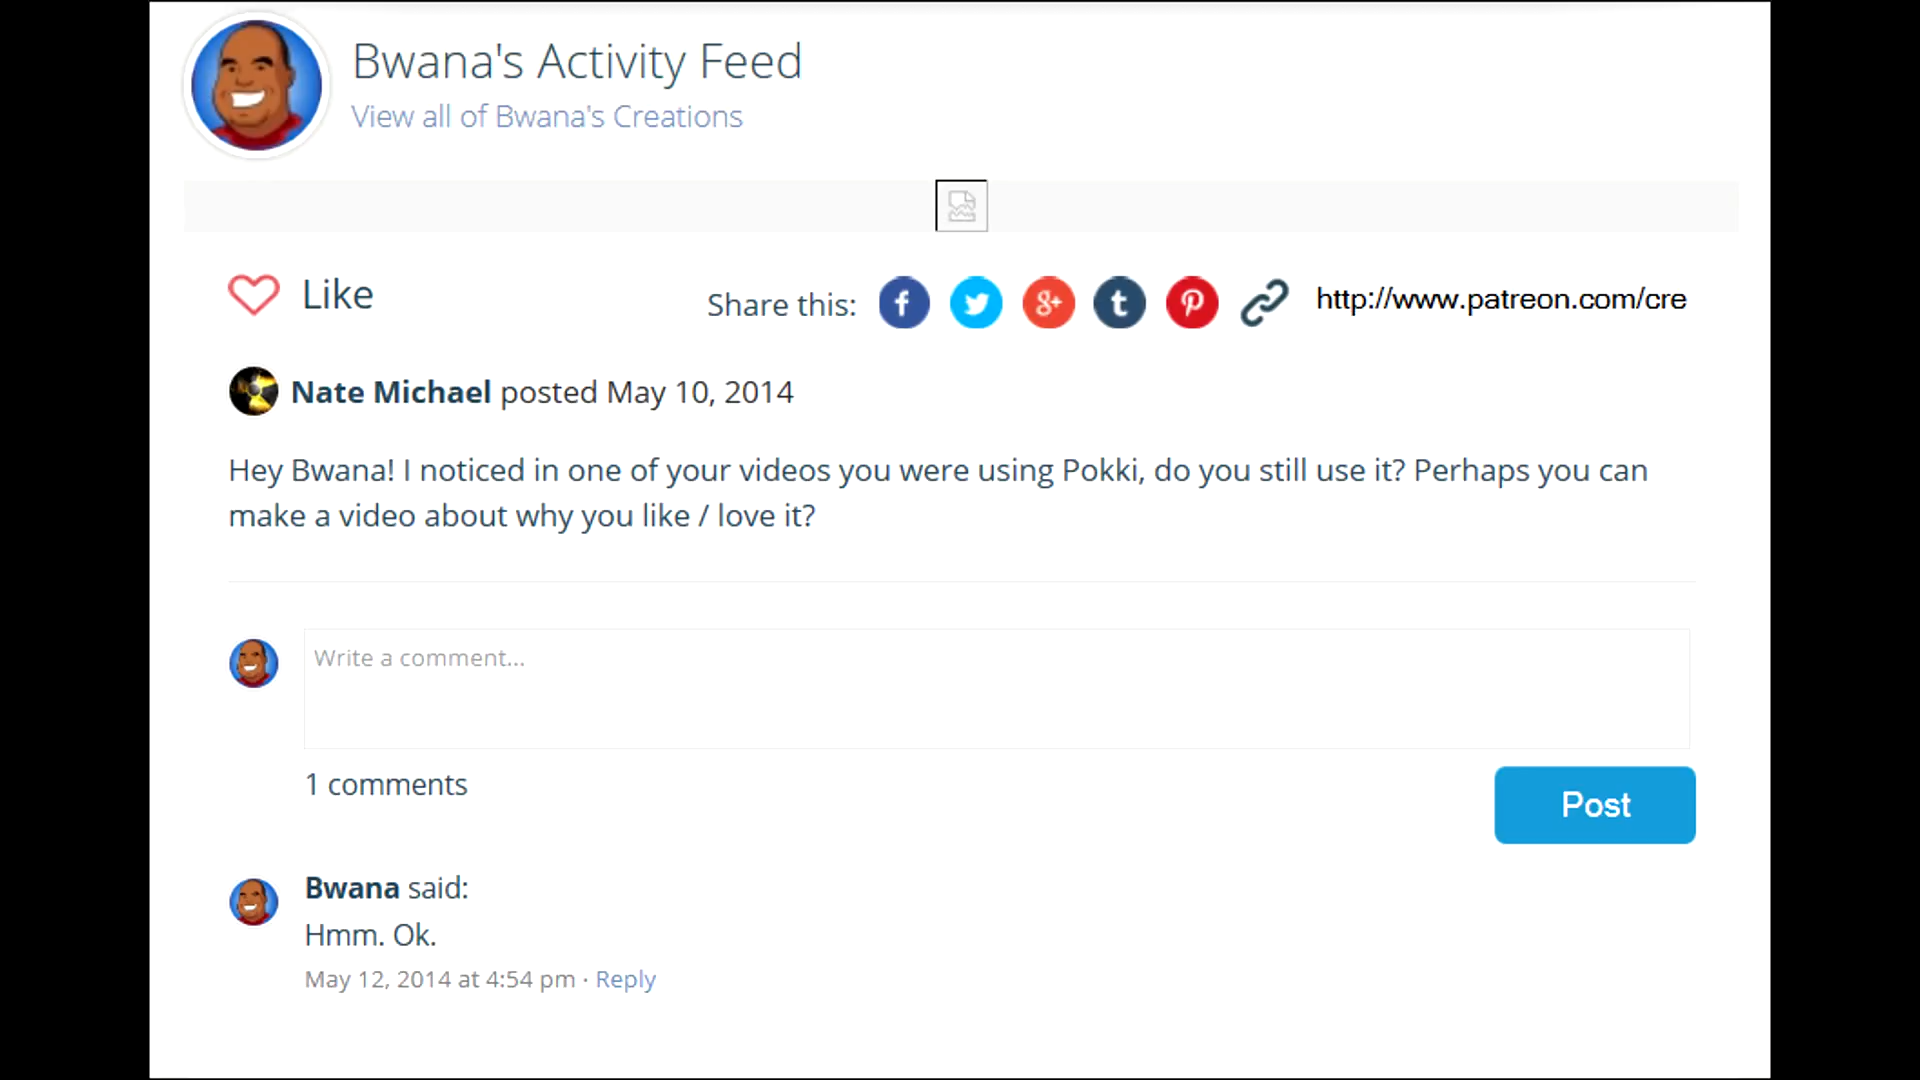 Bwana's Activity Feed
View all of Bwana's Creations
Like
Share this:
f
g+
t
http://www.patreon.com/cre
Nate Michael posted May 10, 2014
Hey Bwana! I noticed in one of your videos you were using Pokki, do you still use it? Perhaps you can
make a video about why you like / love it?
Write a comment...
1 comments
Post
Bwana said:
Hmm. Ok.
May 12, 2014 at 4:54 pm · Reply